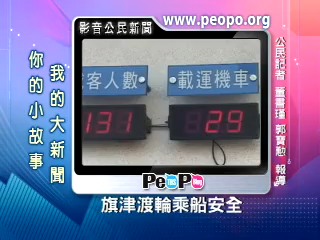 www.peopo.org
影音公民新聞
你的小故事
我的大新聞
客人數
載運機車
131
29
公民記者 董書瑾 郭寶慰 報導
PeoPo
旗津渡輪乘船安全